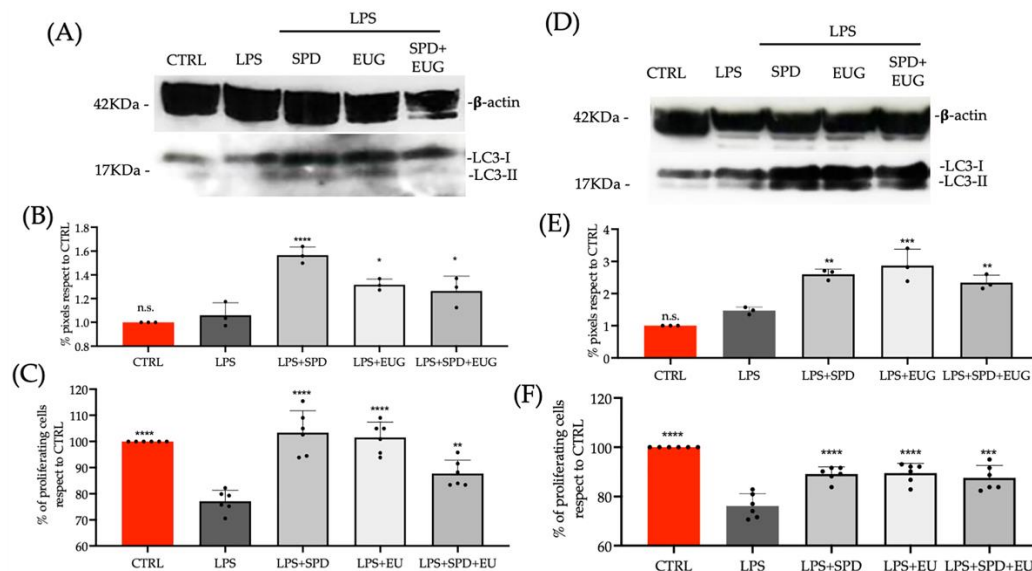 (A)
LPS
CTRL LPS SPD EUG SPD+
EUG
42KDa -
-β-actin
-LC3-I
17KDa -
-LC3-II
(B)
% pixels respect to CTRL
1.8
1.6
1.4
1.2
1.0
0.8
n.s.
****
*
*
CTRL LPS LPS+SPD LPS+EUG LPS+SPD+EUG
(C)
% of proliferating cells
respect to CTRL
120
110
100
90
80
70
60
****
****
****
**
CTRL LPS LPS+SPD LPS+EU LPS+SPD+EU
(D)
LPS
CTRL LPS SPD EUG SPD+
EUG
42KDa -
-β-actin
-LC3-I
17KDa -
-LC3-II
(E)
% pixels respect to CTRL
4
3
2
1
0
n.s.
**
***
**
CTRL LPS LPS+SPD LPS+EUG LPS+SPD+EUG
(F)
% of proliferating cells
respect to CTRL
120
100
80
60
****
****
****
***
CTRL LPS LPS+SPD LPS+EU LPS+SPD+EU